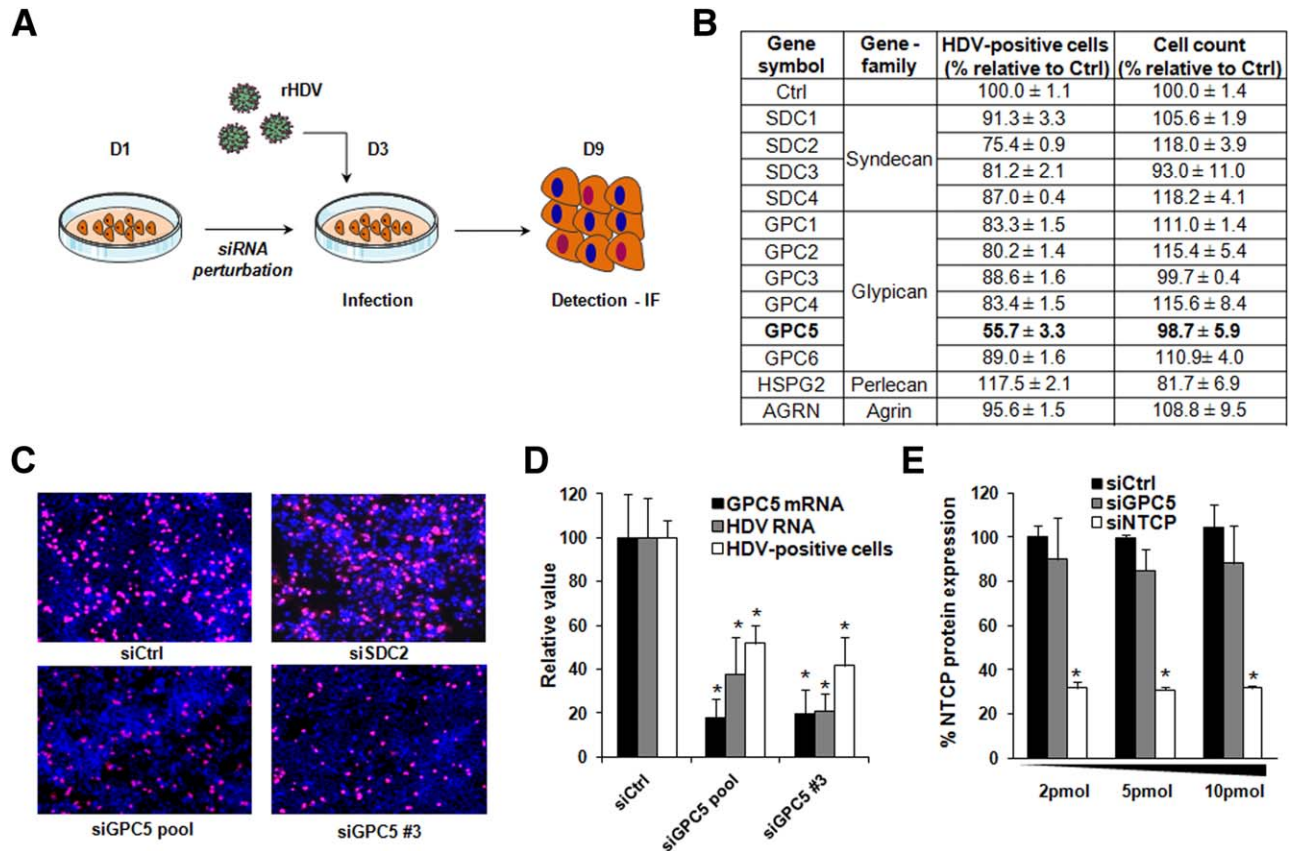 A
rHDV
D1
D3
D9
siRNA
perturbation
Infection
Detection - IF
B
Gene symbol Gene - family HDV-positive cells (% relative to Ctrl) Cell count (% relative to Ctrl)
Ctrl 100.0 ± 1.1 100.0 ± 1.4
SDC1 91.3 ± 3.3 105.6 ± 1.9
SDC2 Syndecan 75.4 ± 0.9 118.0 ± 3.9
SDC3 81.2 ± 2.1 93.0 ± 11.0
SDC4 87.0 ± 0.4 118.2 ± 4.1
GPC1 83.3 ± 1.5 111.0 ± 1.4
GPC2 80.2 ± 1.4 115.4 ± 5.4
GPC3 Glypican 88.6 ± 1.6 99.7 ± 0.4
GPC4 83.4 ± 1.5 115.6 ± 8.4
GPC5 55.7 ± 3.3 98.7 ± 5.9
GPC6 89.0 ± 1.6 110.9± 4.0
HSPG2 Perlecan 117.5 ± 2.1 81.7 ± 6.9
AGRN Agrin 95.6 ± 1.5 108.8 ± 9.5
C
siCtrl
siSDC2
siGPC5 pool
siGPC5 #3
D
GPC5 mRNA
HDV RNA
HDV-positive cells
Relative value
120
100
80
60
40
20
0
* * *
* * *
siCtrl
siGPC5 pool
siGPC5 #3
E
siCtrl
siGPC5
siNTCP
% NTCP protein expression
120
100
80
60
40
20
0
* * *
2pmol
5pmol
10pmol